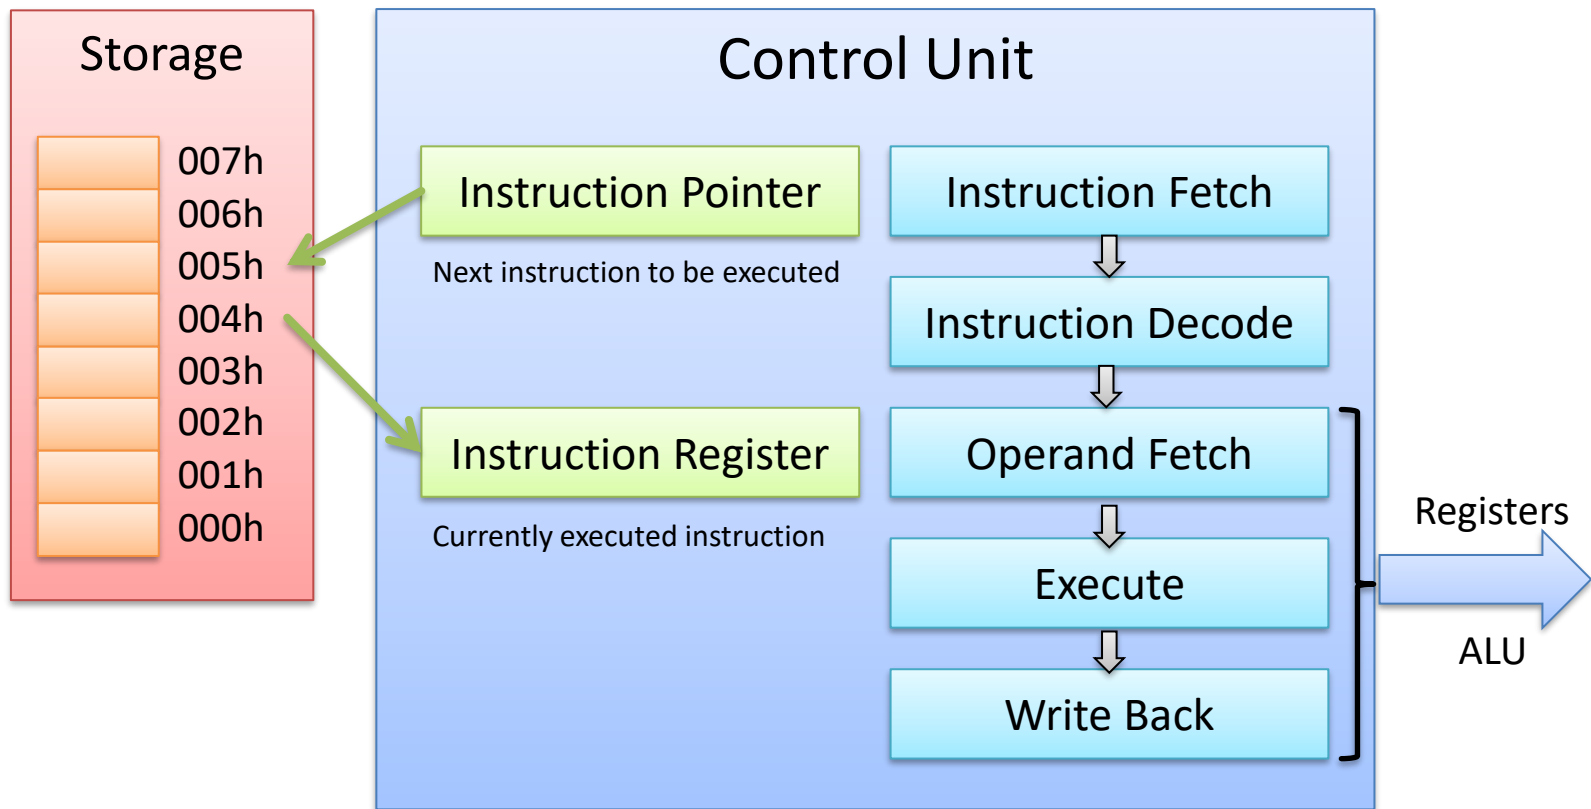 Storage
007h
006h
005h
004h
003h
002h
001h
000h
Control Unit
Instruction Pointer
Next instruction to be executed
Instruction Register
Currently executed instruction
Instruction Fetch
Instruction Decode
Operand Fetch
Execute
Write Back
Registers
ALU